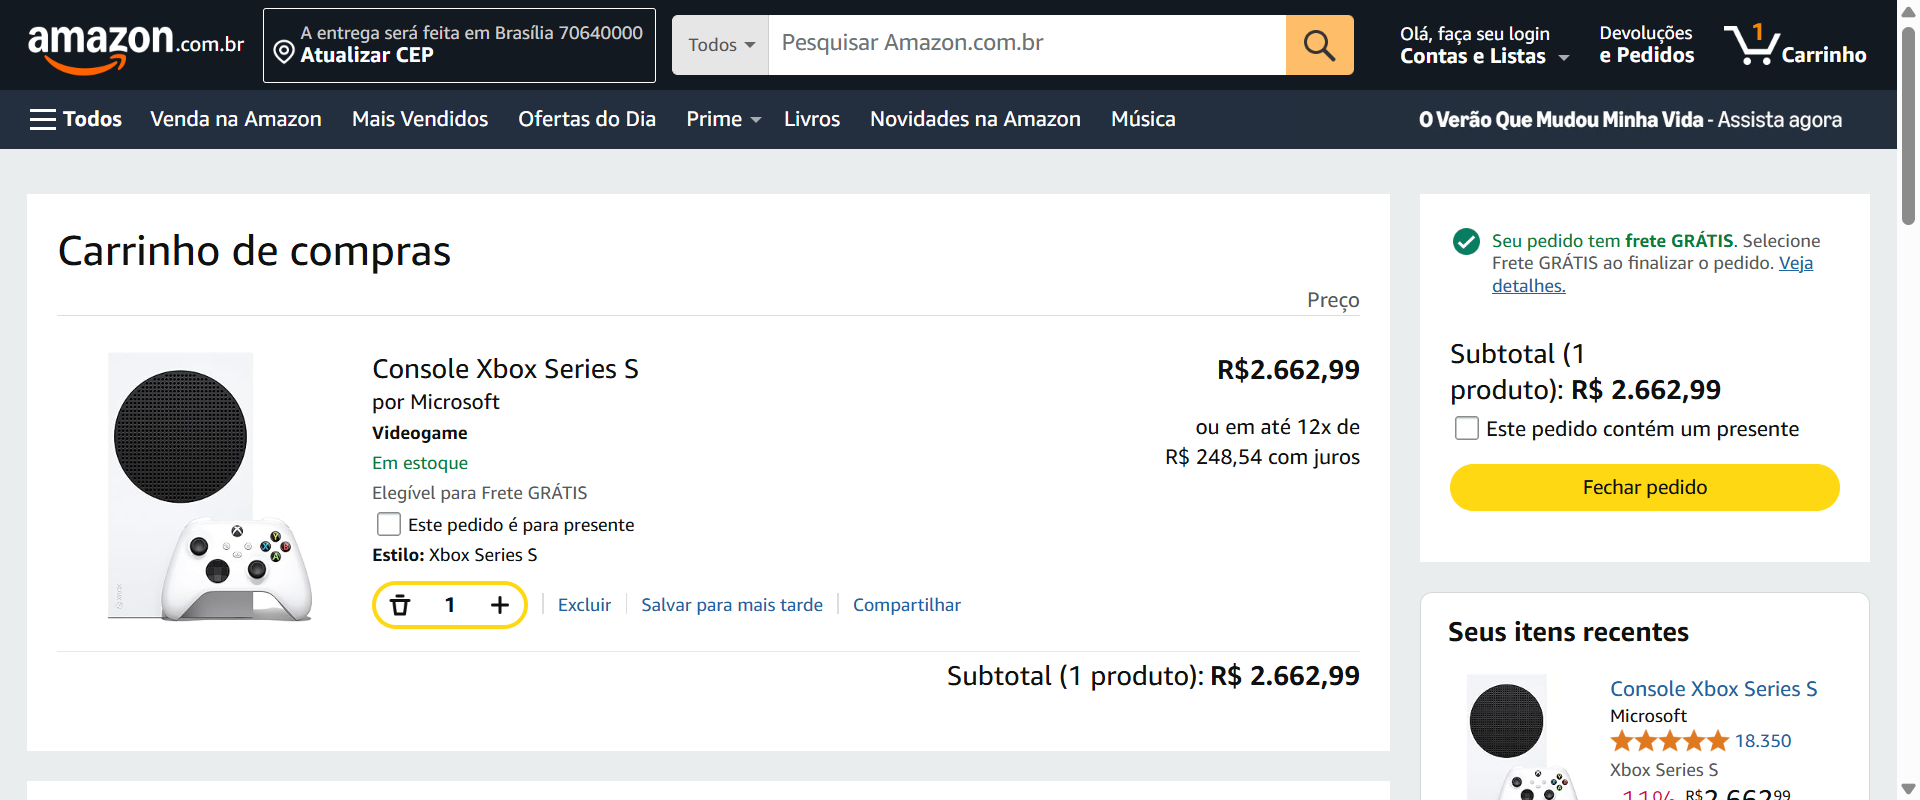 amazon.com.br
A entrega será feita em Brasília 70640000
Atualizar CEP
Todos
Pesquisar Amazon.com.br
Olá, faça seu login
Contas e Listas
Devoluções
e Pedidos
1
Carrinho
Todos
Venda na Amazon
Mais Vendidos
Ofertas do Dia
Prime
Livros
Novidades na Amazon
Música
O Verão Que Mudou Minha Vida - Assista agora
Carrinho de compras
Preço
Console Xbox Series S
por Microsoft
Videogame
Em estoque
Elegível para Frete GRÁTIS
Este pedido é para presente
Estilo: Xbox Series S
1
Excluir
Salvar para mais tarde
Compartilhar
R$2.662,99
ou em até 12x de
R$ 248,54 com juros
Subtotal (1 produto): R$ 2.662,99
Seu pedido tem frete GRÁTIS. Selecione
Frete GRÁTIS ao finalizar o pedido. Veja
detalhes.
Subtotal (1
produto): R$ 2.662,99
Este pedido contém um presente
Fechar pedido
Seus itens recentes
Console Xbox Series S
Microsoft
18.350
Xbox Series S
-11% R$2.662,99